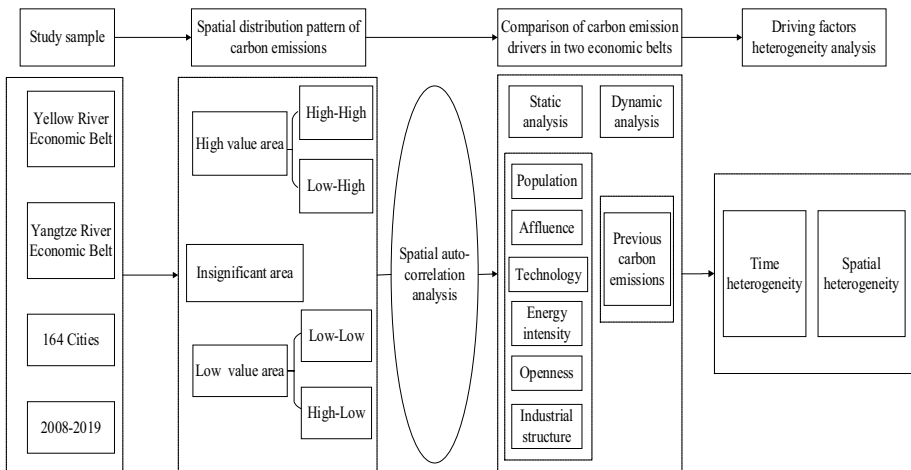 Study sample
Spatial distribution pattern of
carbon emissions
Comparison of carbon emission
drivers in two economic belts
Driving factors
heterogeneity analysis
Yellow River
Economic Belt
Yangtze River
Economic Belt
164 Cities
2008-2019
High value area
High-High
Low-High
Insignificant area
Low value area
Low-Low
High-Low
Spatial auto-
correlation
analysis
Static
analysis
Dynamic
analysis
Population
Affluence
Technology
Energy
intensity
Openness
Industrial
structure
Previous
carbon
emissions
Time
heterogeneity
Spatial
heterogeneity